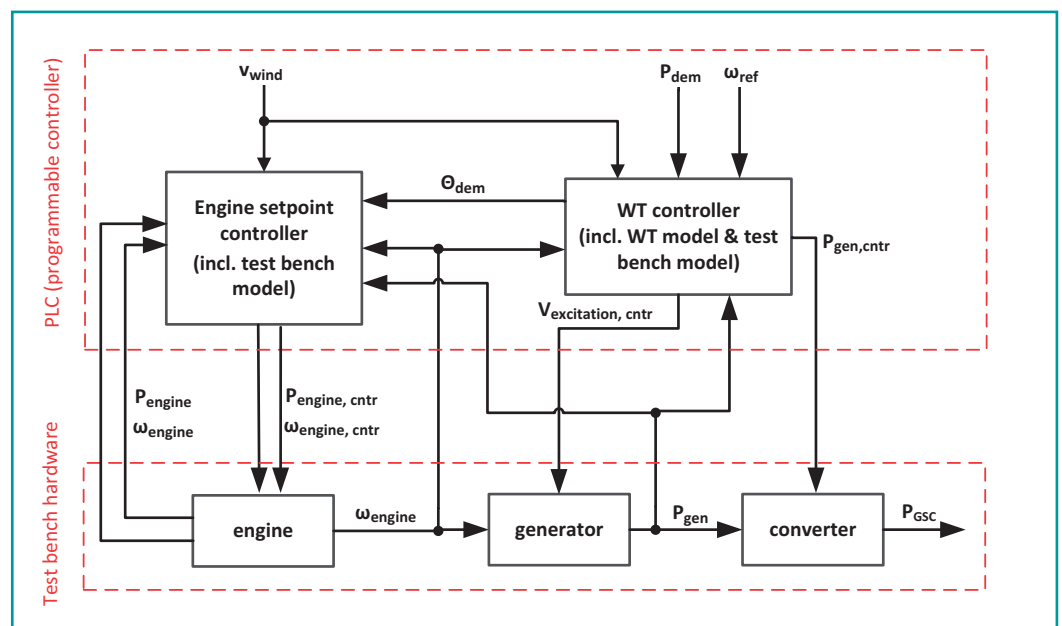 PLC (programmable controller)
v_wind
P_dem
ω_ref
Θ_dem
Engine setpoint
controller
(incl. test bench
model)
WT controller
(incl. WT model & test
bench model)
P_gen,cntr
V_excitation, cntr
P_engine
ω_engine
P_engine, cntr
ω_engine, cntr
Test bench hardware
engine
ω_engine
generator
P_gen
converter
P_GSC